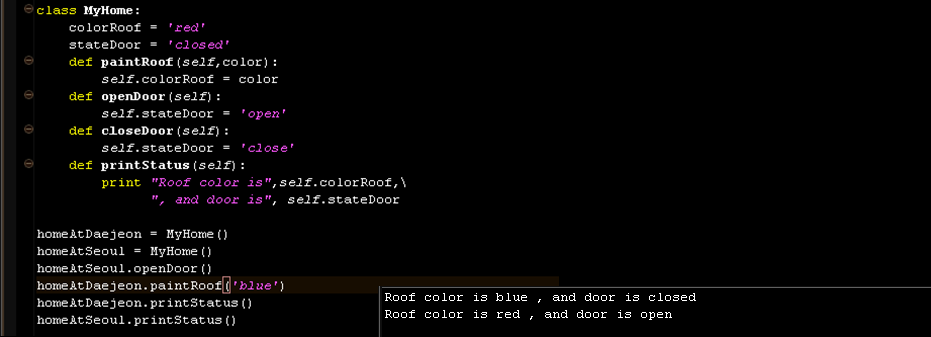 class MyHome:
    colorRoof = 'red'
    stateDoor = 'closed'
    def paintRoof(self,color):
        self.colorRoof = color
    def openDoor(self):
        self.stateDoor = 'open'
    def closeDoor(self):
        self.stateDoor = 'close'
    def printStatus(self):
        print "Roof color is",self.colorRoof,\
              ", and door is", self.stateDoor

homeAtDaejeon = MyHome()
homeAtSeoul = MyHome()
homeAtSeoul.openDoor()
homeAtDaejeon.paintRoof('blue')
homeAtDaejeon.printStatus()
homeAtSeoul.printStatus()
Roof color is blue , and door is closed
Roof color is red , and door is open